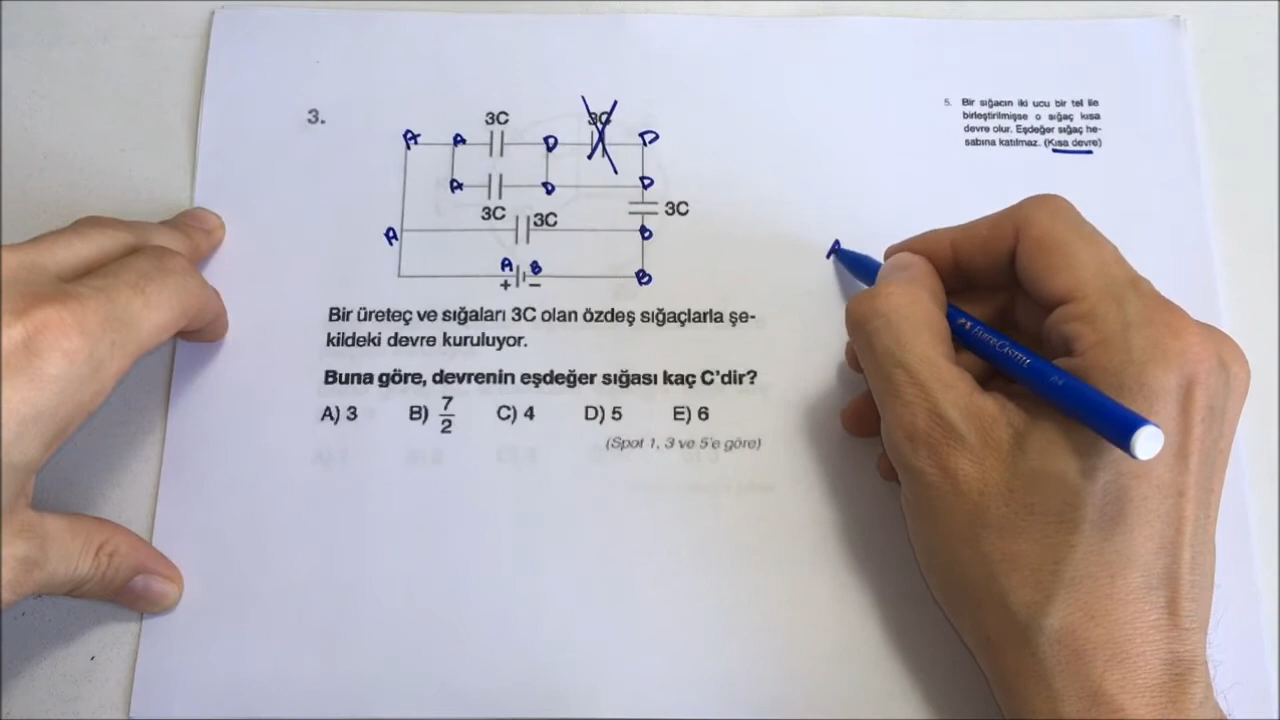 3.
3C
3C
A
A
D
D
A
D
D
3C
3C
3C
A
B
A
B
B
+
−
Bir üreteç ve sığaları 3C olan özdeş sığaçlarla şe-
kildeki devre kuruluyor.
Buna göre, devrenin eşdeğer sığası kaç C'dir?
A) 3 B) 7/2 C) 4 D) 5 E) 6
(Spot 1, 3 ve 5'e göre)
5. Bir sığacın iki ucu bir tel ile
birleştirilmişse o sığaç kısa
devre olur. Eşdeğer sığaç he-
sabına katılmaz. (Kısa devre)
A
FABER-CASTELL